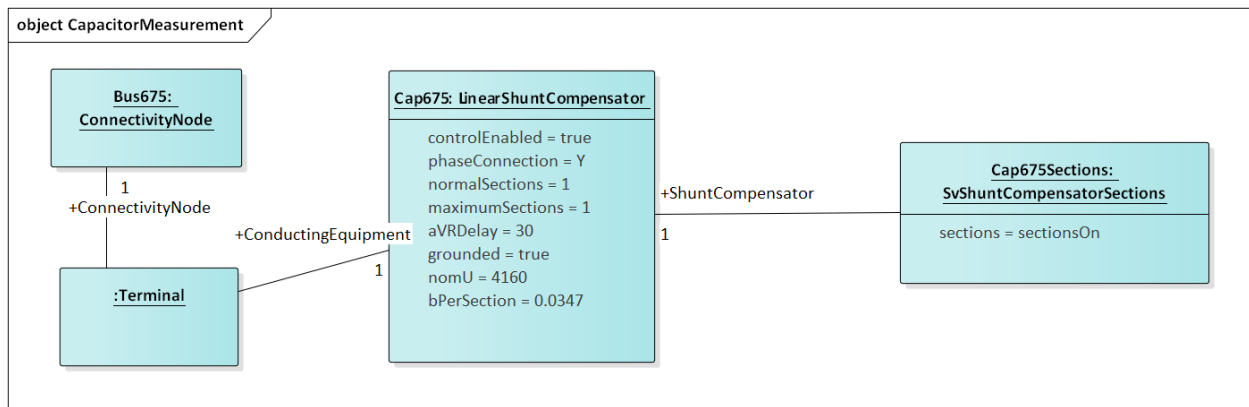 object CapacitorMeasurement
Bus675:
ConnectivityNode
1
+ConnectivityNode
:Terminal
+ConductingEquipment
1
Cap675: LinearShuntCompensator
controlEnabled = true
phaseConnection = Y
normalSections = 1
maximumSections = 1
aVRDelay = 30
grounded = true
nomU = 4160
bPerSection = 0.0347
+ShuntCompensator
1
Cap675Sections:
SvShuntCompensatorSections
sections = sectionsOn